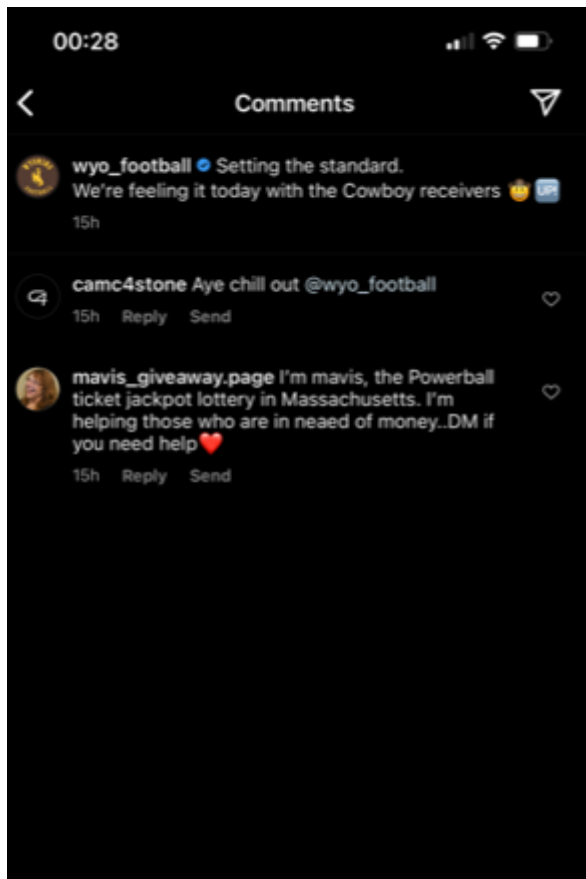 00:28
Comments
wyo_football Setting the standard.
We're feeling it today with the Cowboy receivers 🤠 🆙
15h
camc4stone Aye chill out @wyo_football
15h Reply Send
mavis_giveaway.page I'm mavis, the Powerball
ticket jackpot lottery in Massachusetts. I'm
helping those who are in neaed of money..DM if
you need help❤️
15h Reply Send